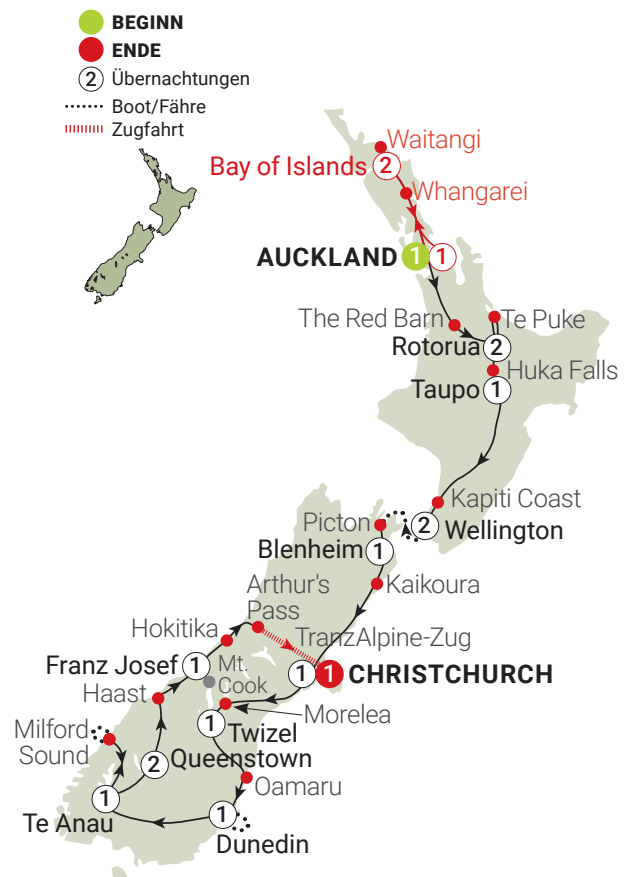 BEGINN
ENDE
2 Übernachtungen
Boot/Fähre
Zugfahrt
Waitangi
Bay of Islands 2
Whangarei
AUCKLAND 1 1
The Red Barn
Te Puke
Rotorua 2
Huka Falls
Taupo 1
Kapiti Coast
Picton
2 Wellington
Blenheim 1
Arthur's
Pass
Kaikoura
Hokitika
TranzAlpine-Zug
Franz Josef 1
Mt.
Cook
1 1 CHRISTCHURCH
Haast
Morelea
Milford
Sound
1 Twizel
2 Queenstown
Oamaru
1
Te Anau
1
Dunedin